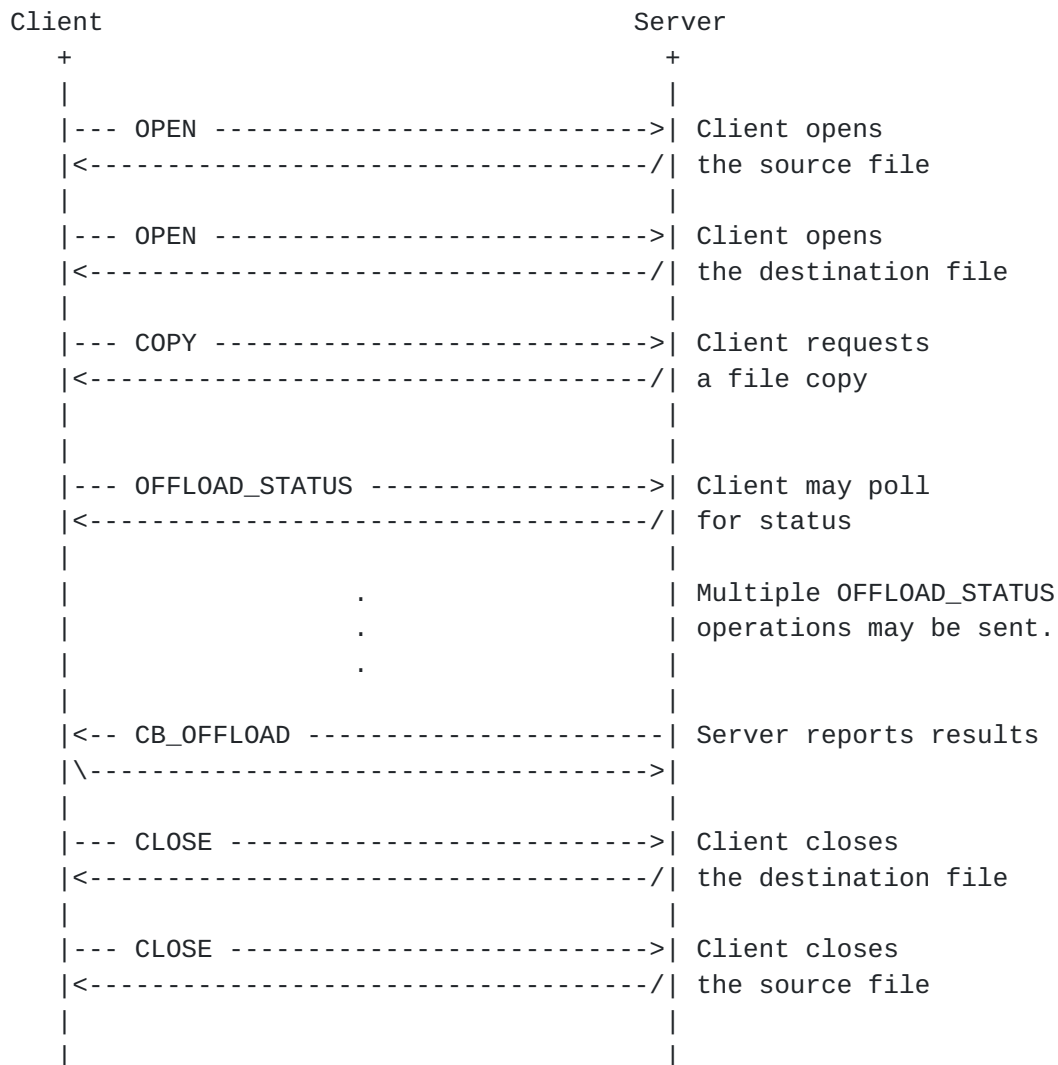 Client                                  Server
   +                                      +
   |                                      |
   |--- OPEN ---------------------------->| Client opens
   |<------------------------------------/| the source file
   |                                      |
   |--- OPEN ---------------------------->| Client opens
   |<------------------------------------/| the destination file
   |                                      |
   |--- COPY ---------------------------->| Client requests
   |<------------------------------------/| a file copy
   |                                      |
   |                                      |
   |--- OFFLOAD_STATUS ------------------>| Client may poll
   |<------------------------------------/| for status
   |                                      |
   |                  .                   | Multiple OFFLOAD_STATUS
   |                  .                   | operations may be sent.
   |                  .                   |
   |                                      |
   |<-- CB_OFFLOAD -----------------------| Server reports results
   |\------------------------------------>|
   |                                      |
   |--- CLOSE --------------------------->| Client closes
   |<------------------------------------/| the destination file
   |                                      |
   |--- CLOSE --------------------------->| Client closes
   |<------------------------------------/| the source file
   |                                      |
   |                                      |